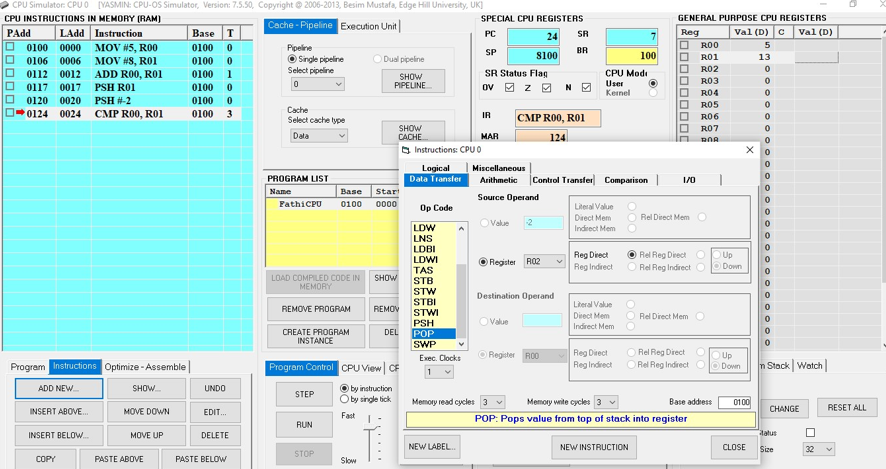 CPU Simulator: CPU 0 [YASMIN: CPU-OS Simulator, Version: 7.5.50, Copyright @ 2006-2013, Besim Mustafa, Edge Hill University, UK]
CPU INSTRUCTIONS IN MEMORY (RAM)
PAdd LAdd Instruction Base T
0100 0000 MOV #5, R00 0100 0
0106 0006 MOV #8, R01 0100 0
0112 0012 ADD R00, R01 0100 1
0117 0017 PSH R01 0100 0
0120 0020 PSH #-2 0100 0
0124 0024 CMP R00, R01 0100 3
Program Instructions Optimize - Assemble
ADD NEW... SHOW... UNDO
INSERT ABOVE... MOVE DOWN EDIT...
INSERT BELOW... MOVE UP DELETE
COPY PASTE ABOVE PASTE BELOW
Cache - Pipeline Execution Unit
Pipeline
Single pipeline Dual pipeline
Select pipeline
0
SHOW PIPELINE...
Cache
Select cache type
Data
SHOW CACHE...
PROGRAM LIST
Name Base Start
FathiCPU 0100 0000
LOAD COMPILED CODE IN MEMORY SHOW
REMOVE PROGRAM
CREATE PROGRAM INSTANCE
Program Control CPU View
STEP
by instruction
by single tick
RUN
Fast
STOP
Slow
SPECIAL CPU REGISTERS
PC 24 SR 7
SP 8100 BR 100
SR Status Flag
OV Z N
CPU Mode
User
Kernel
IR CMP R00, R01
MAR 124
GENERAL PURPOSE CPU REGISTERS
Reg Val(D) C Val(D)
R00 5
R01 13
R02 0
R03 0
R04 0
R05 0
R06 0
R07 0
R08 0
Instructions: CPU 0
Logical Miscellaneous
Data Transfer Arithmetic Control Transfer Comparison I/O
Op Code
LDW
LNS
LDBI
LDWI
TAS
STB
STW
STBI
STWI
PSH
POP
SWP
Exec. Clocks
1
Source Operand
Value -2
Literal Value
Direct Mem Rel Direct Mem
Indirect Mem
Register R02
Reg Direct Rel Reg Direct Up
Reg Indirect Rel Reg Indirect Down
Destination Operand
Value
Literal Value
Direct Mem Rel Direct Mem
Indirect Mem
Register R00
Reg Direct Rel Reg Direct Up
Reg Indirect Rel Reg Indirect Down
Memory read cycles 3 Memory write cycles 3 Base address 0100
POP: Pops value from top of stack into register
NEW LABEL... NEW INSTRUCTION CLOSE
Stack Watch
CHANGE RESET ALL
Size 32